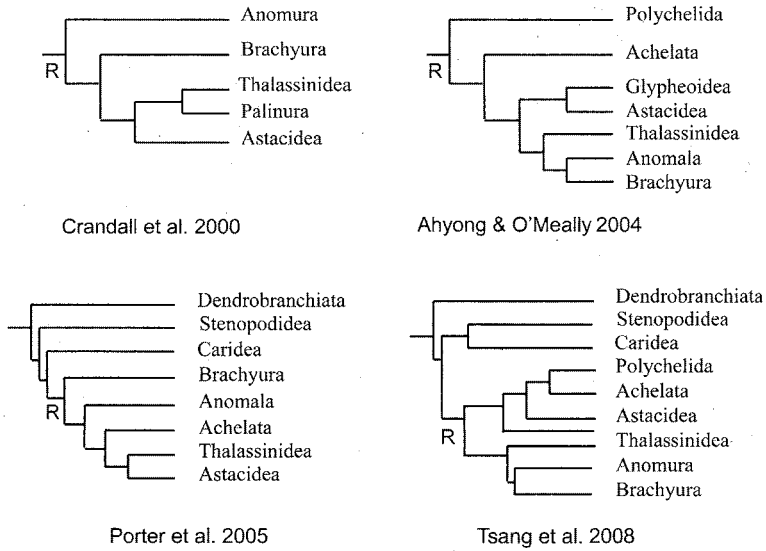 Anomura
Brachyura
R
Thalassinidea
Palinura
Astacidea
Crandall et al. 2000
Polychelida
Achelata
R
Glypheoidea
Astacidea
Thalassinidea
Anomala
Brachyura
Ahyong & O'Meally 2004
Dendrobranchiata
Stenopodidea
Caridea
Brachyura
R
Anomala
Achelata
Thalassinidea
Astacidea
Porter et al. 2005
Dendrobranchiata
Stenopodidea
Caridea
Polychelida
Achelata
Astacidea
R
Thalassinidea
Anomura
Brachyura
Tsang et al. 2008